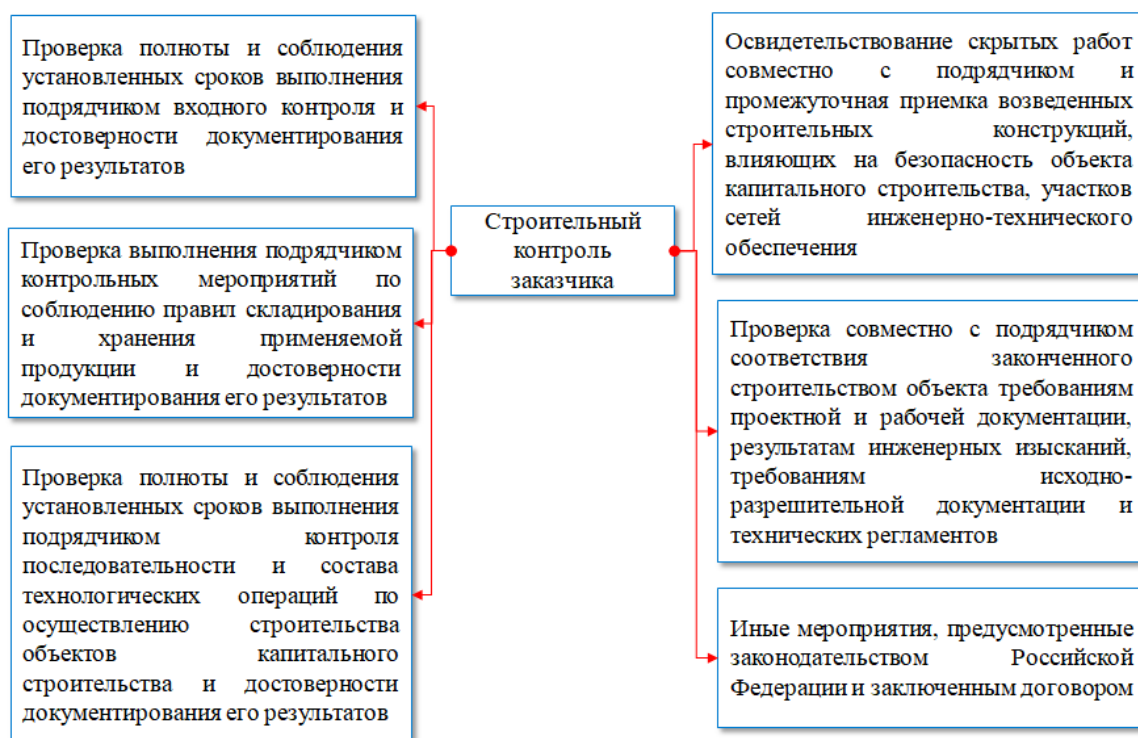 Проверка полноты и соблюдения
установленных сроков выполнения
подрядчиком входного контроля и
достоверности документирования
его результатов
Проверка выполнения подрядчиком
контрольных мероприятий по
соблюдению правил складирования
и хранения применяемой
продукции и достоверности
документирования его результатов
Проверка полноты и соблюдения
установленных сроков выполнения
подрядчиком контроля
последовательности и состава
технологических операций по
осуществлению строительства
объектов капитального
строительства и достоверности
документирования его результатов
Строительный
контроль
заказчика
Освидетельствование скрытых работ
совместно с подрядчиком и
промежуточная приемка возведенных
строительных конструкций,
влияющих на безопасность объекта
капитального строительства, участков
сетей инженерно-технического
обеспечения
Проверка совместно с подрядчиком
соответствия законченного
строительством объекта требованиям
проектной и рабочей документации,
результатам инженерных изысканий,
требованиям исходно-
разрешительной документации и
технических регламентов
Иные мероприятия, предусмотренные
законодательством Российской
Федерации и заключенным договором